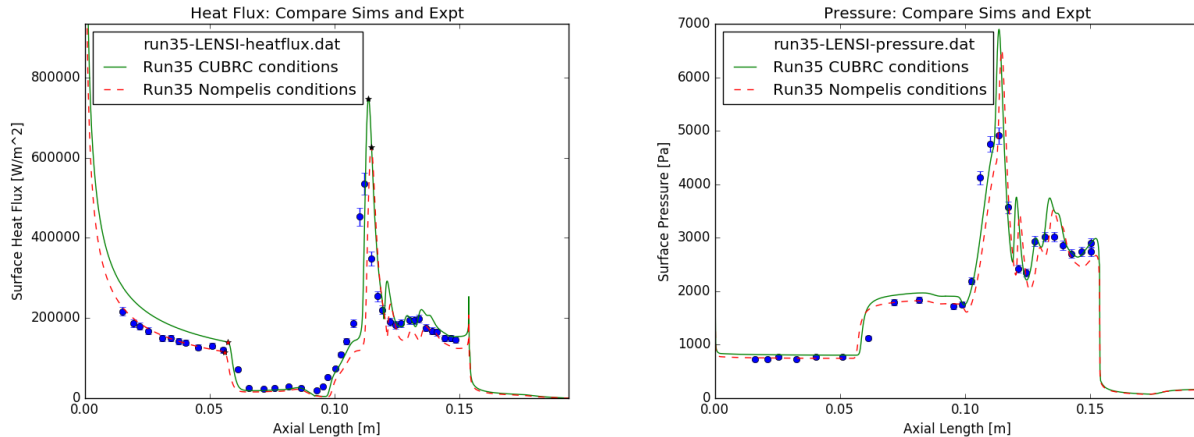 Heat Flux: Compare Sims and Expt
run35-LENSI-heatflux.dat
Run35 CUBRC conditions
Run35 Nompelis conditions
Surface Heat Flux [W/m^2]
800000
600000
400000
200000
0
0.00
0.05
0.10
0.15
Axial Length [m]
Pressure: Compare Sims and Expt
run35-LENSI-pressure.dat
Run35 CUBRC conditions
Run35 Nompelis conditions
Surface Pressure [Pa]
7000
6000
5000
4000
3000
2000
1000
0
0.00
0.05
0.10
0.15
Axial Length [m]